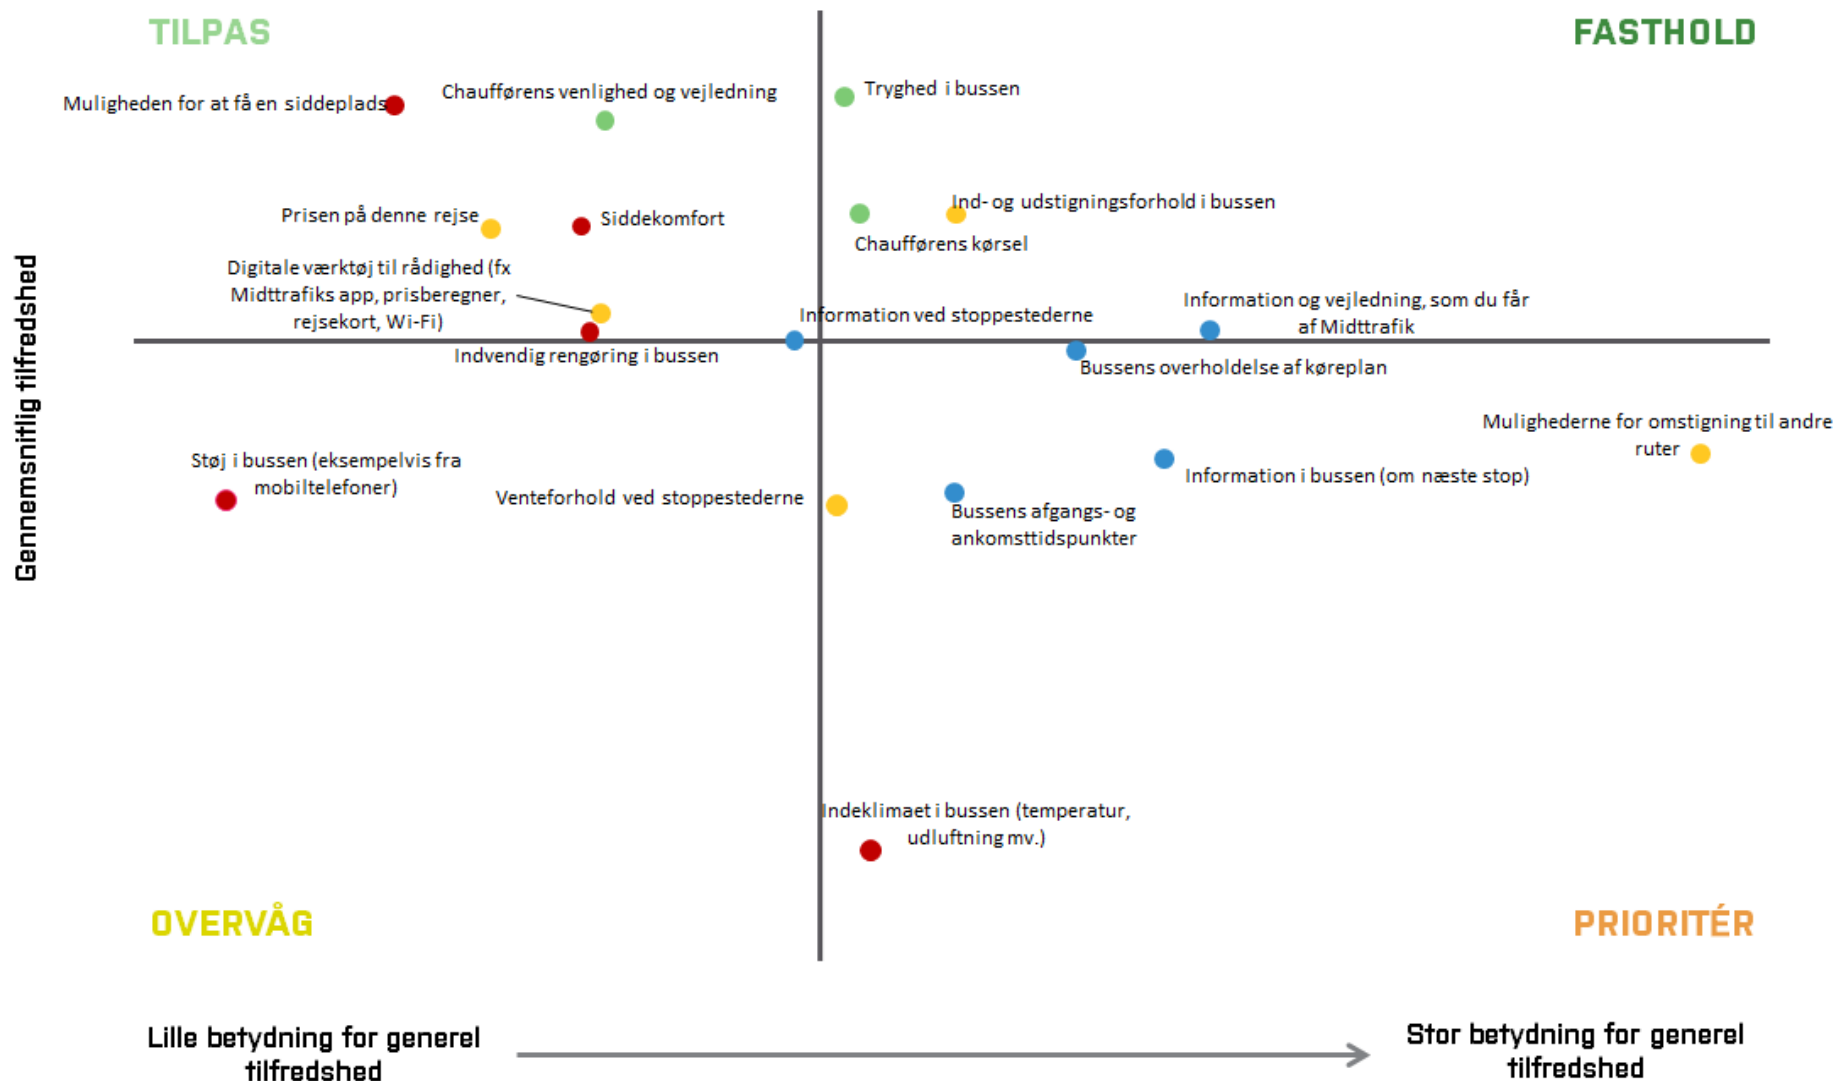 TILPAS
FASTHOLD
Muligheden for at få en siddeplads
Chaufførens venlighed og vejledning
Tryghed i bussen
Prisen på denne rejse
Siddekomfort
Ind- og udstigningsforhold i bussen
Chaufførens kørsel
Digitale værktøj til rådighed (fx
Midttrafiks app, prisberegner,
rejsekort, Wi-Fi)
Information ved stoppestederne
Information og vejledning, som du får
af Midttrafik
Indvendig rengøring i bussen
Bussens overholdelse af køreplan
Gennemsnitlig tilfredshed
Mulighederne for omstigning til andre
ruter
Støj i bussen (eksempelvis fra
mobiltelefoner)
Venteforhold ved stoppestederne
Information i bussen (om næste stop)
Bussens afgangs- og
ankomsttidspunkter
Indeklimaet i bussen (temperatur,
udluftning mv.)
OVERVÅG
PRIORITÉR
Lille betydning for generel
tilfredshed
Stor betydning for generel
tilfredshed